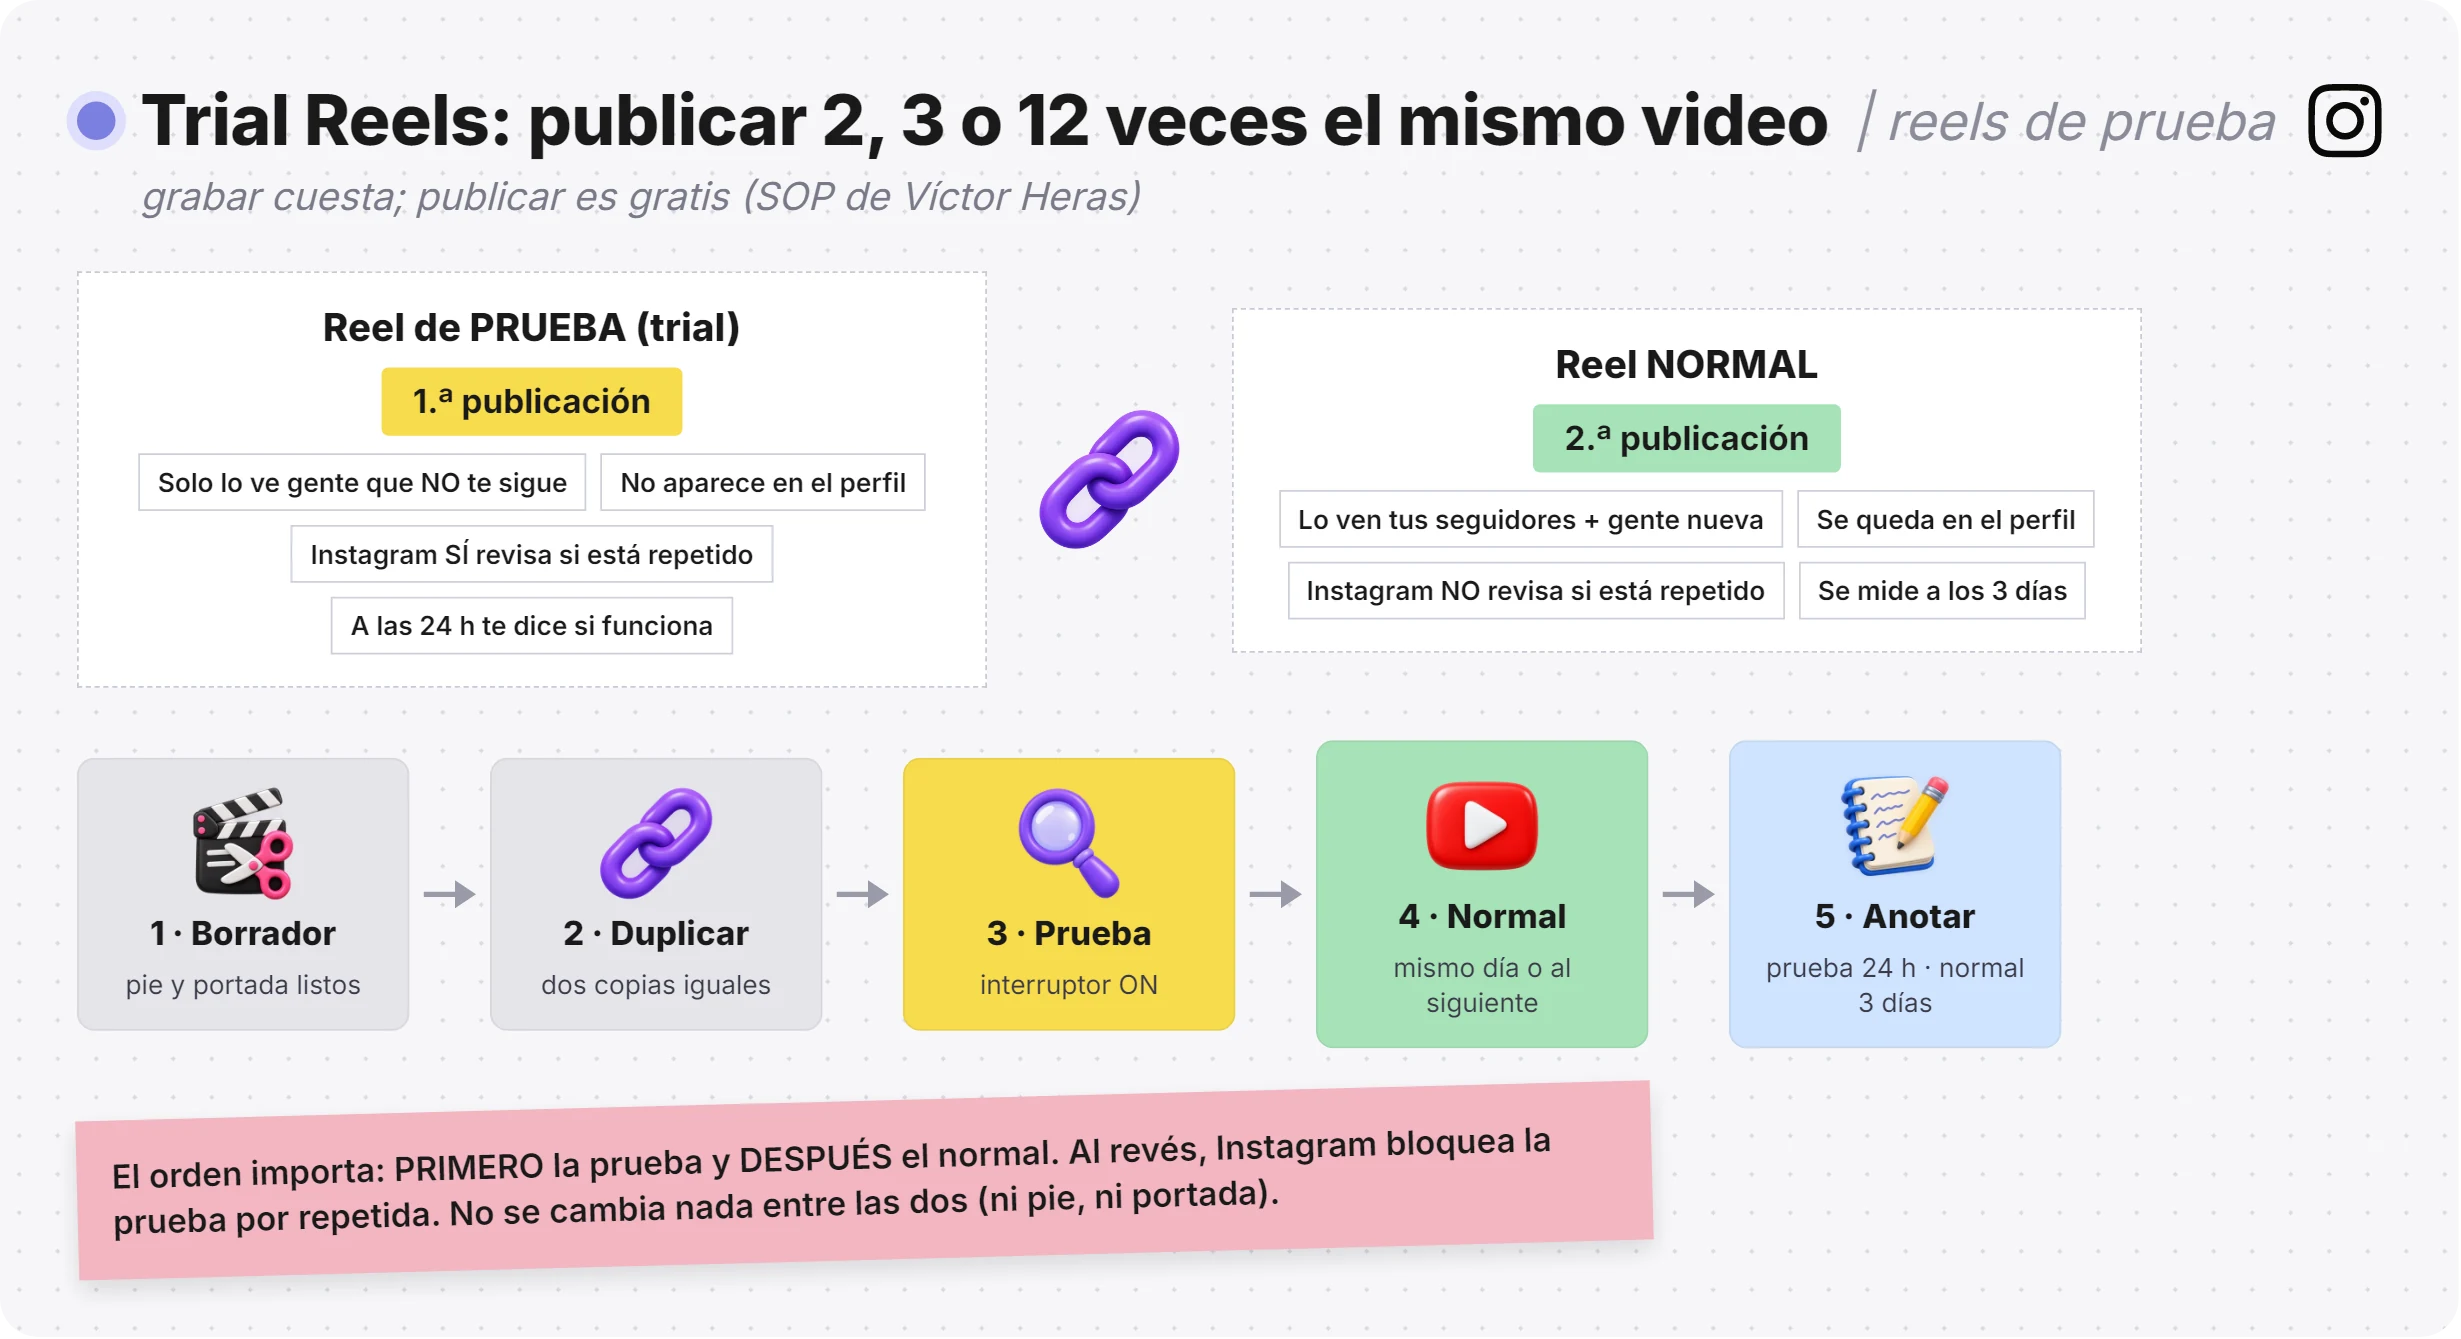 Trial Reels: publicar 2, 3 o 12 veces el mismo video | reels de prueba
grabar cuesta; publicar es gratis (SOP de Víctor Heras)
Reel de PRUEBA (trial)
1.ª publicación
Solo lo ve gente que NO te sigue
No aparece en el perfil
Instagram SÍ revisa si está repetido
A las 24 h te dice si funciona
Reel NORMAL
2.ª publicación
Lo ven tus seguidores + gente nueva
Se queda en el perfil
Instagram NO revisa si está repetido
Se mide a los 3 días
1 · Borrador
pie y portada listos
2 · Duplicar
dos copias iguales
3 · Prueba
interruptor ON
4 · Normal
mismo día o al
siguiente
5 · Anotar
prueba 24 h · normal
3 días
El orden importa: PRIMERO la prueba y DESPUÉS el normal. Al revés, Instagram bloquea la
prueba por repetida. No se cambia nada entre las dos (ni pie, ni portada).